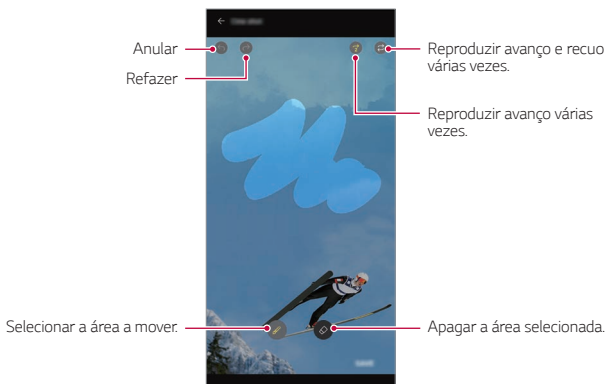 Anular
Refazer
Reproduzir avanço e recuo
várias vezes.
Reproduzir avanço várias
vezes.
Selecionar a área a mover.
Apagar a área selecionada.